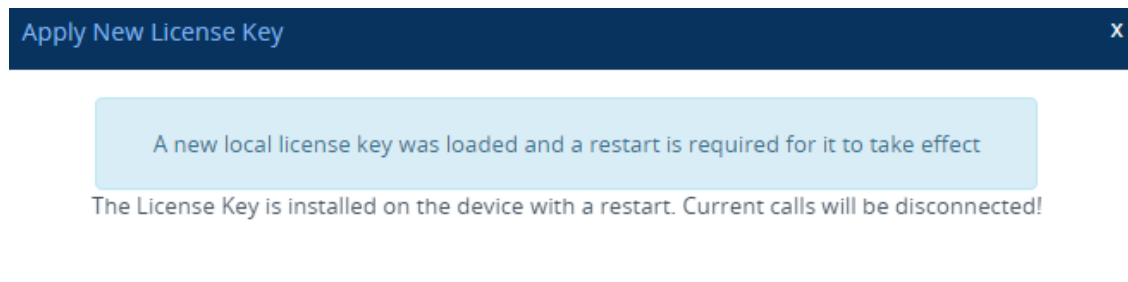 Apply New License Key
X
A new local license key was loaded and a restart is required for it to take effect
The License Key is installed on the device with a restart. Current calls will be disconnected!